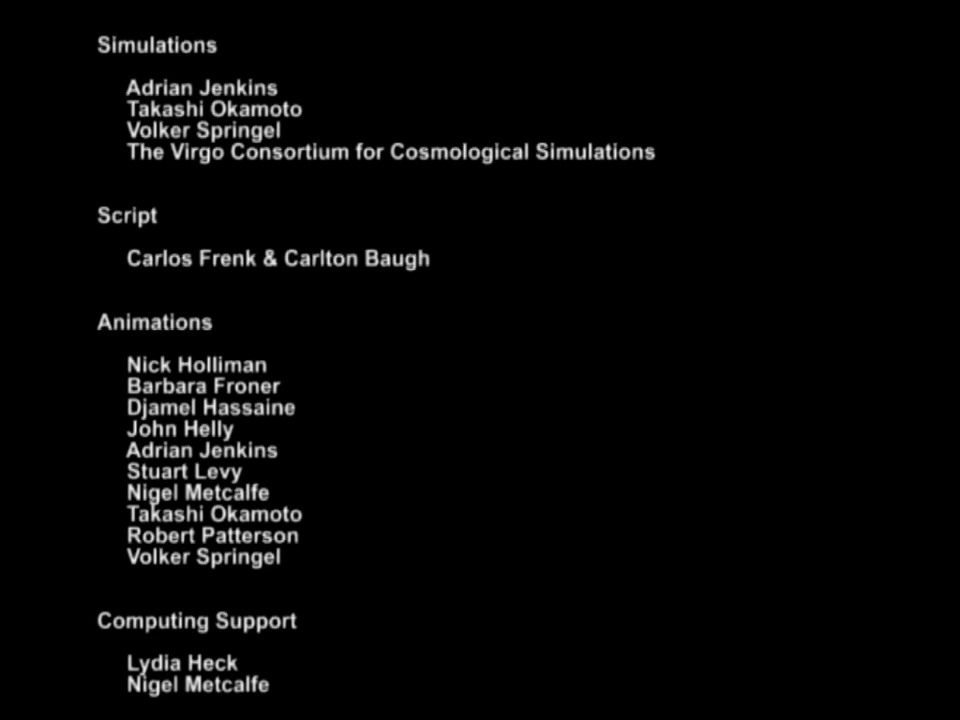 Simulations
Adrian Jenkins
Takashi Okamoto
Volker Springel
The Virgo Consortium for Cosmological Simulations
Script
Carlos Frenk & Carlton Baugh
Animations
Nick Holliman
Barbara Froner
Djamel Hassaine
John Helly
Adrian Jenkins
Stuart Levy
Nigel Metcalfe
Takashi Okamoto
Robert Patterson
Volker Springel
Computing Support
Lydia Heck
Nigel Metcalfe